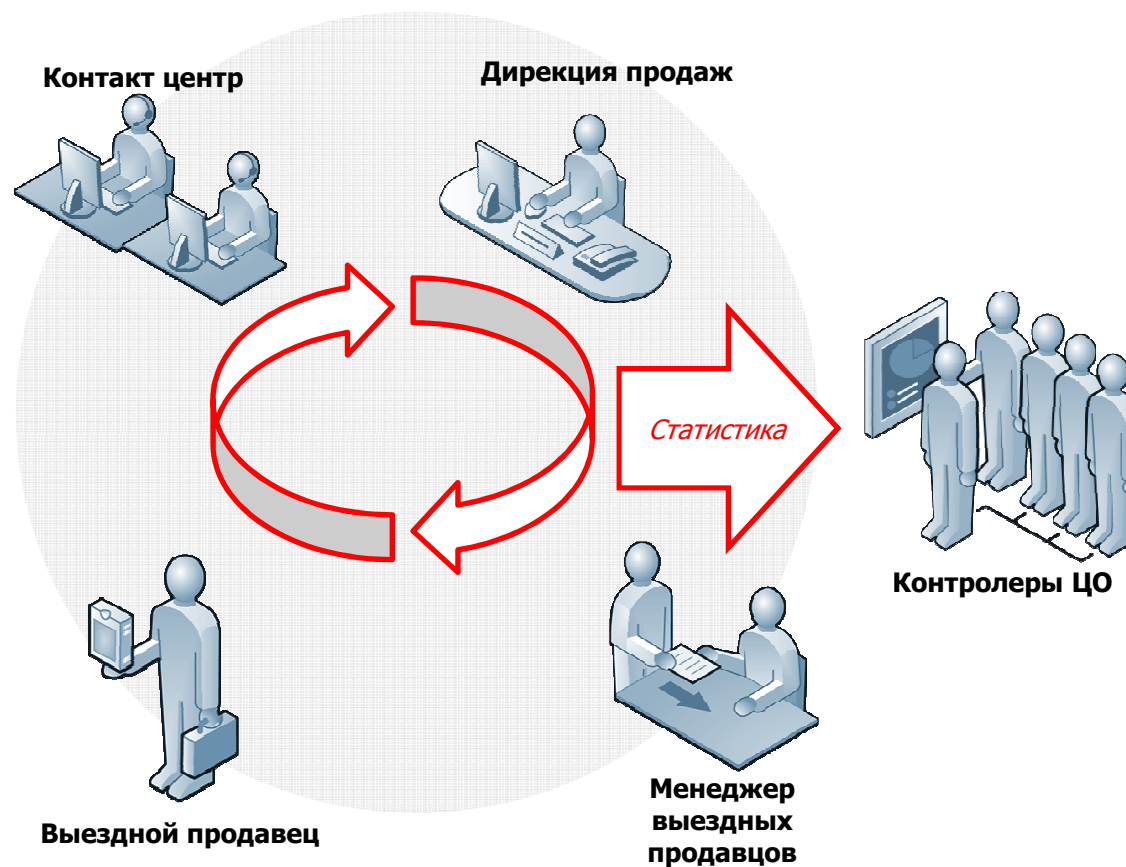 Контакт центр
Дирекция продаж
Статистика
Контролеры ЦО
Выездной продавец
Менеджер
выездных
продавцов